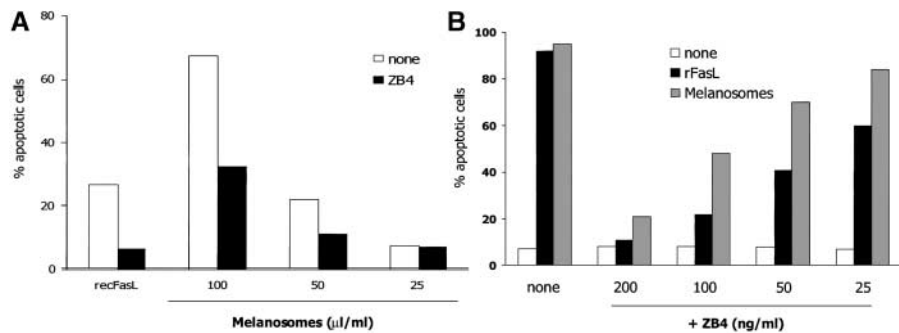 A
% apoptotic cells
80
60
40
20
0
none
ZB4
recFasL
100
50
25
Melanosomes (μl/ml)
B
% apoptotic cells
100
80
60
40
20
0
none
rFasL
Melanosomes
none
200
100
50
25
+ ZB4 (ng/ml)